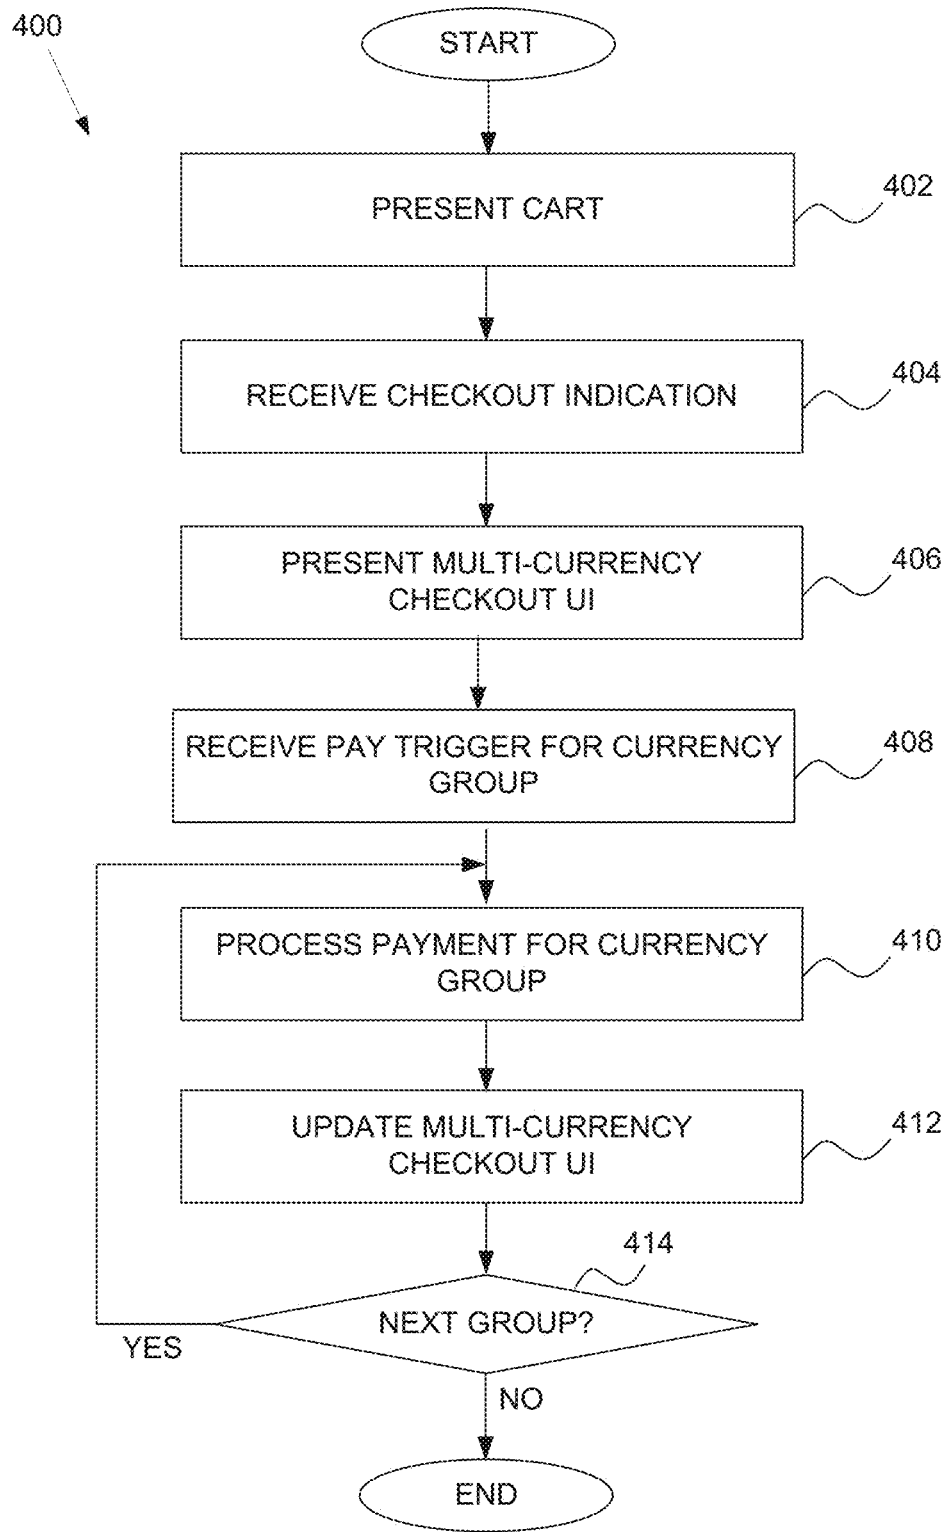 400
START
PRESENT CART
402
RECEIVE CHECKOUT INDICATION
404
PRESENT MULTI-CURRENCY
CHECKOUT UI
406
RECEIVE PAY TRIGGER FOR CURRENCY
GROUP
408
PROCESS PAYMENT FOR CURRENCY
GROUP
410
UPDATE MULTI-CURRENCY
CHECKOUT UI
412
414
NEXT GROUP?
YES
NO
END